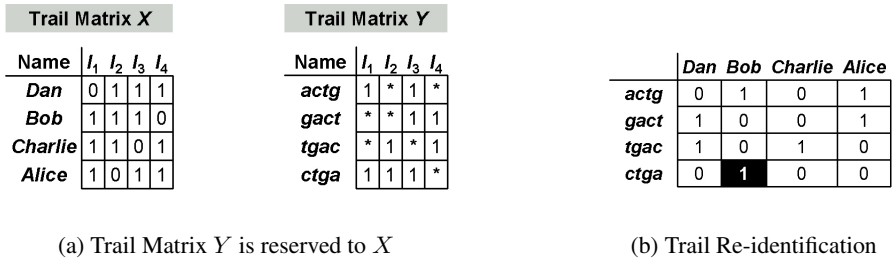 Trail Matrix X
Name I1 I2 I3 I4
Dan 0 1 1 1
Bob 1 1 1 0
Charlie 1 1 0 1
Alice 1 0 1 1
Trail Matrix Y
Name I1 I2 I3 I4
actg 1 * 1 *
gact * * 1 1
tgac * 1 * 1
ctga 1 1 1 *
(a) Trail Matrix Y is reserved to X
Dan Bob Charlie Alice
actg 0 1 0 1
gact 1 0 0 1
tgac 1 0 1 0
ctga 0 1 0 0
(b) Trail Re-identification